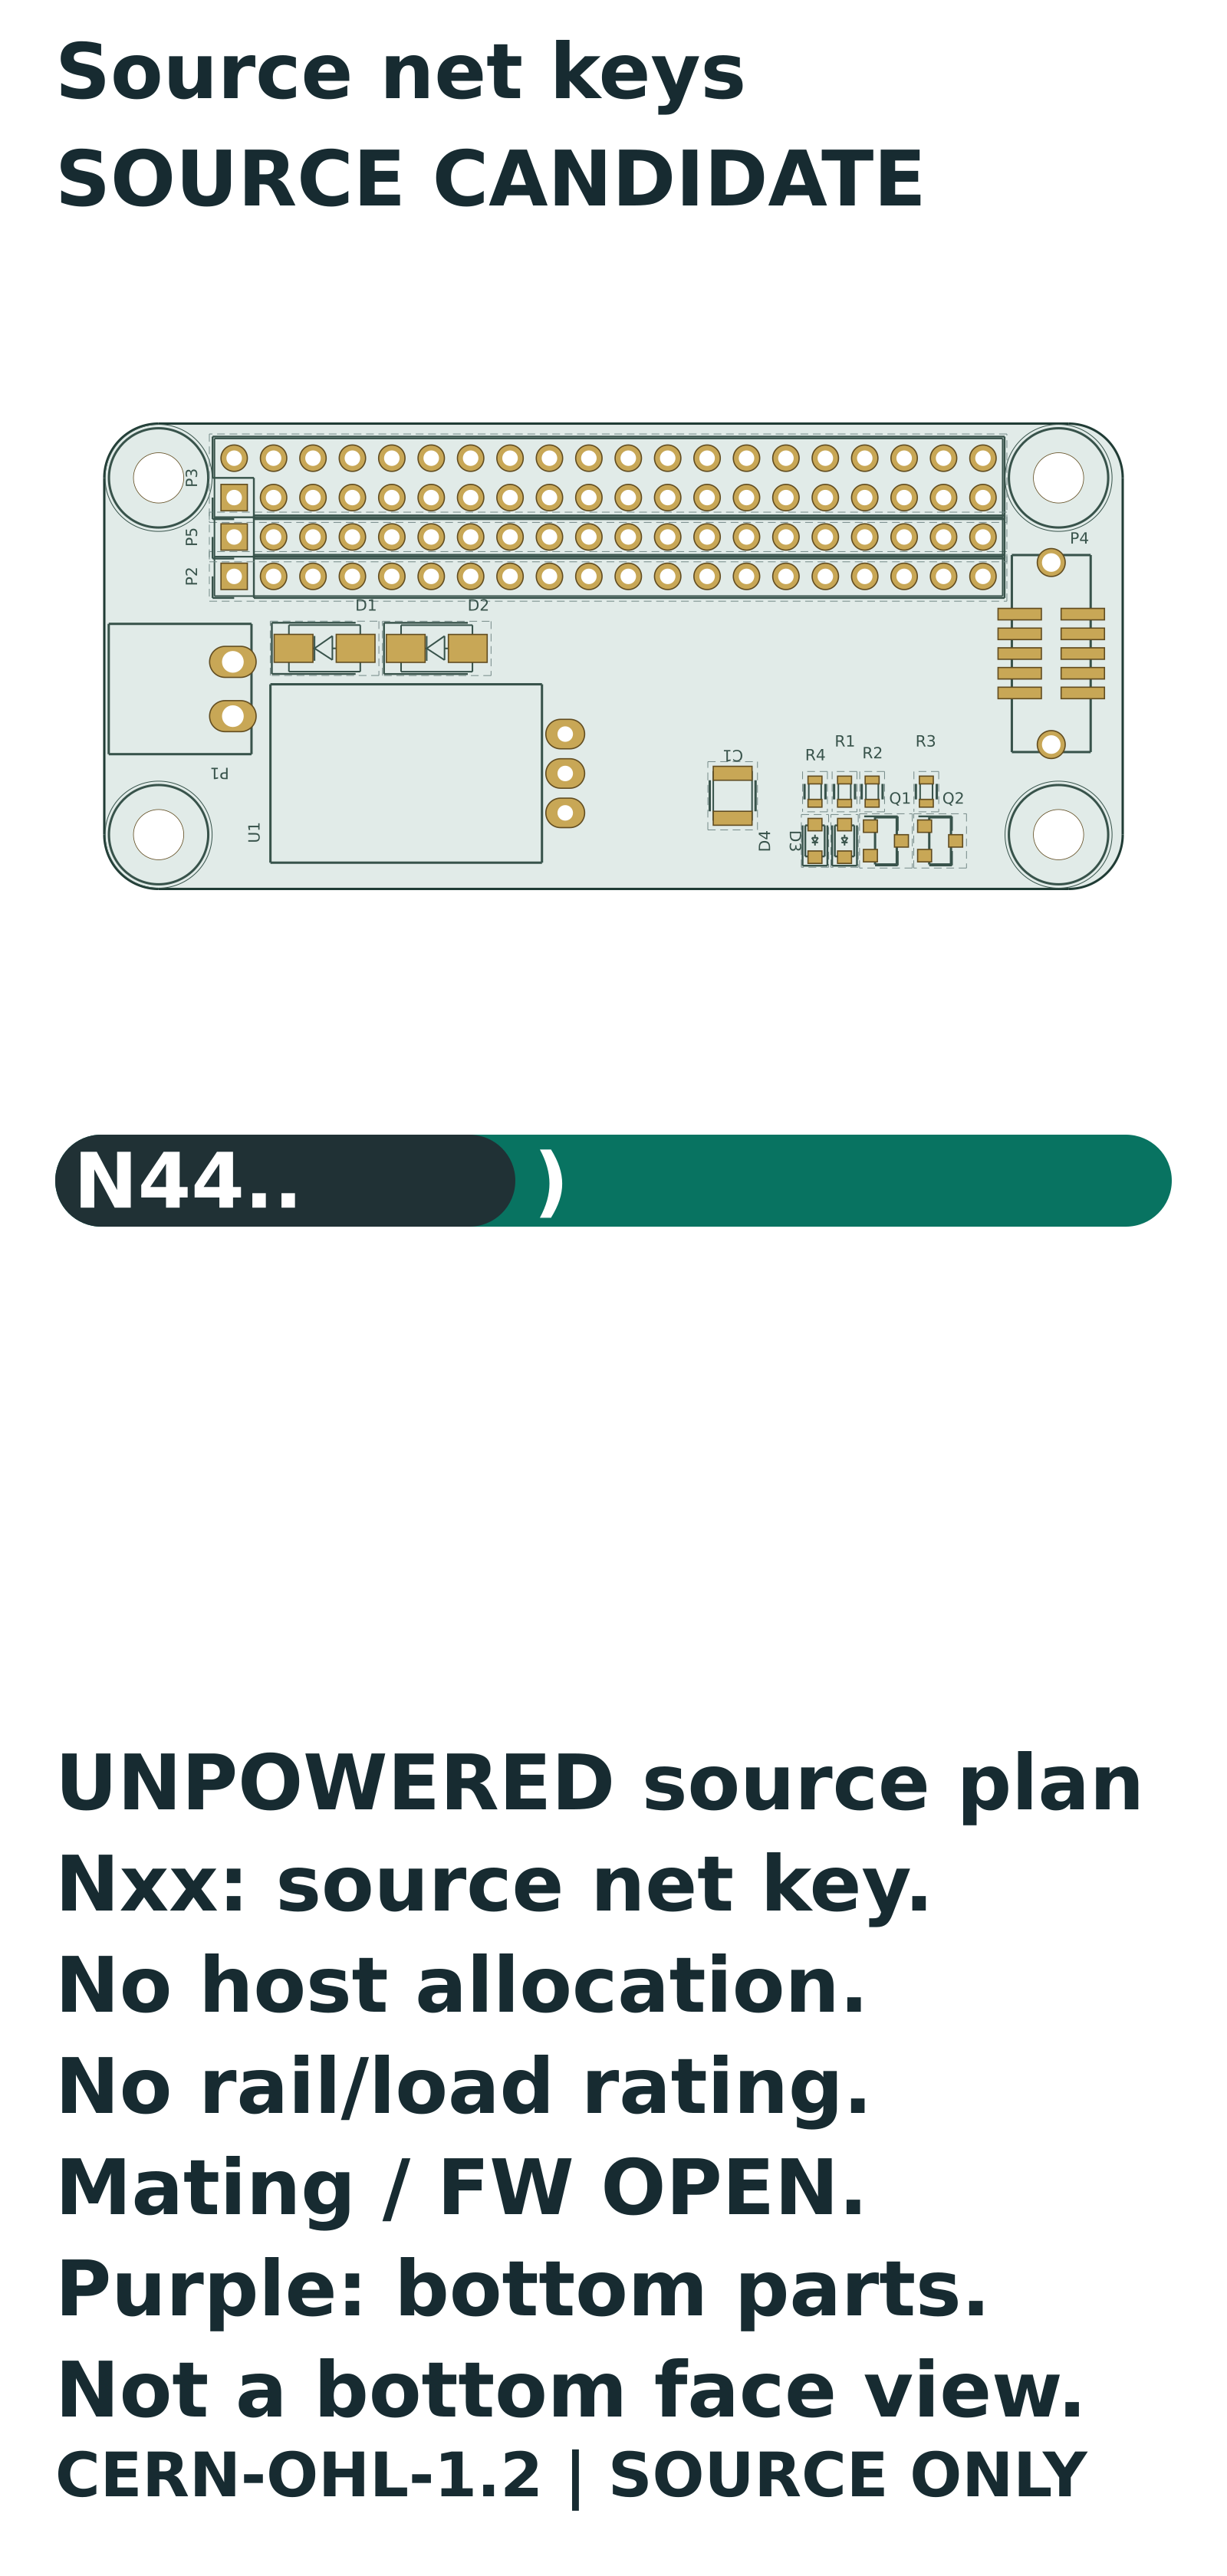 Source net keys
SOURCE CANDIDATE
P3
P5
P4
P2
D1 D2
R1 R3
R4 R2
C1
P1
Q1 Q2
U1
D4 D3
N44.. )
UNPOWERED source plan
Nxx: source net key.
No host allocation.
No rail/load rating.
Mating / FW OPEN.
Purple: bottom parts.
Not a bottom face view.
CERN-OHL-1.2 | SOURCE ONLY